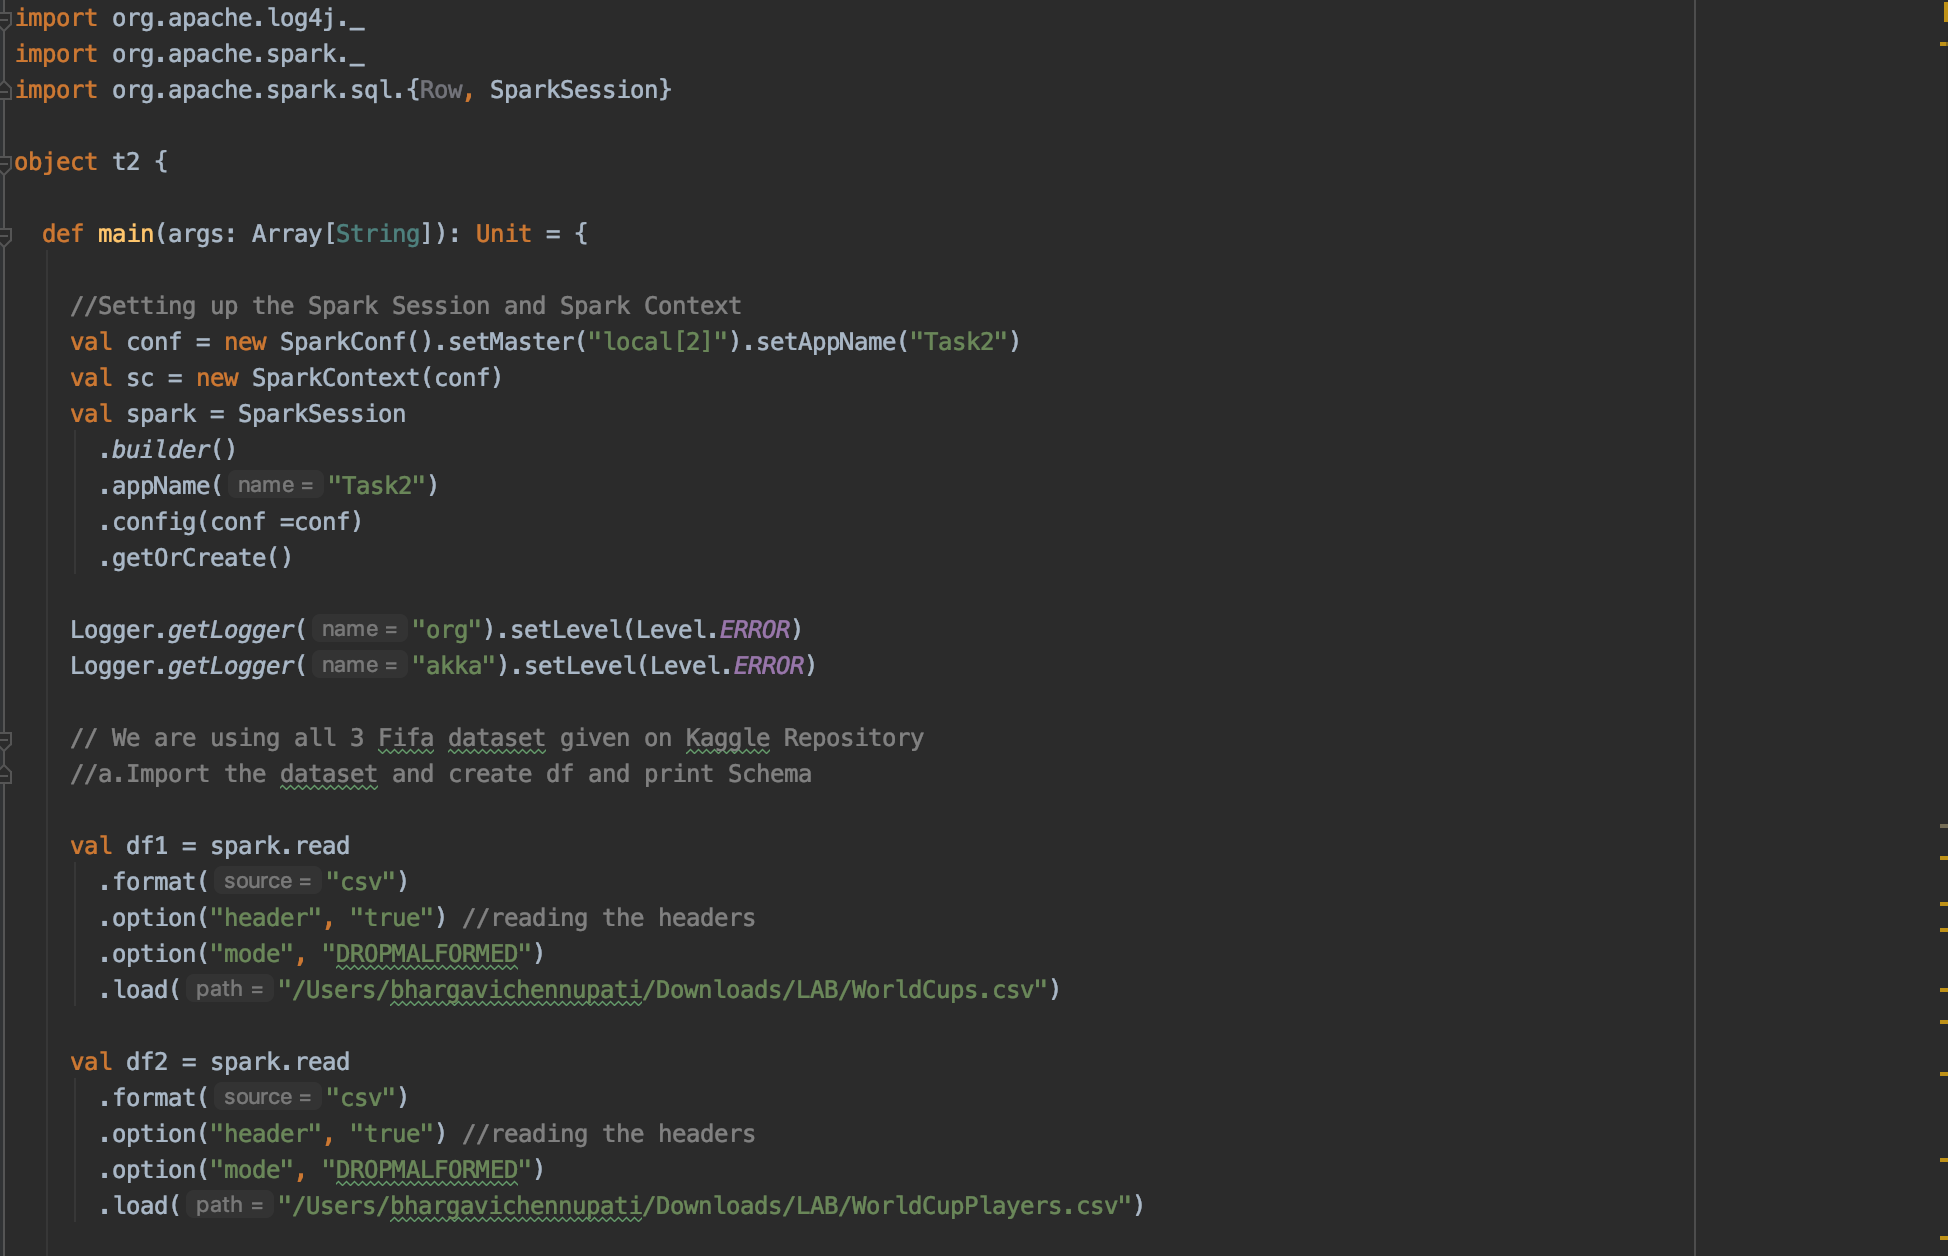 import org.apache.log4j._
import org.apache.spark._
import org.apache.spark.sql.{Row, SparkSession}
object t2 {
def main(args: Array[String]): Unit = {
//Setting up the Spark Session and Spark Context
val conf = new SparkConf().setMaster("local[2]").setAppName("Task2")
val sc = new SparkContext(conf)
val spark = SparkSession
.builder()
.appName( name = "Task2")
.config(conf =conf)
.getOrCreate()
Logger.getLogger( name = "org").setLevel(Level.ERROR)
Logger.getLogger( name = "akka").setLevel(Level.ERROR)
// We are using all 3 Fifa dataset given on Kaggle Repository
//a.Import the dataset and create df and print Schema
val df1 = spark.read
.format( source = "csv")
.option("header", "true") //reading the headers
.option("mode", "DROPMALFORMED")
.load( path = "/Users/bhargavichennupati/Downloads/LAB/WorldCups.csv")
val df2 = spark.read
.format( source = "csv")
.option("header", "true") //reading the headers
.option("mode", "DROPMALFORMED")
.load( path = "/Users/bhargavichennupati/Downloads/LAB/WorldCupPlayers.csv")